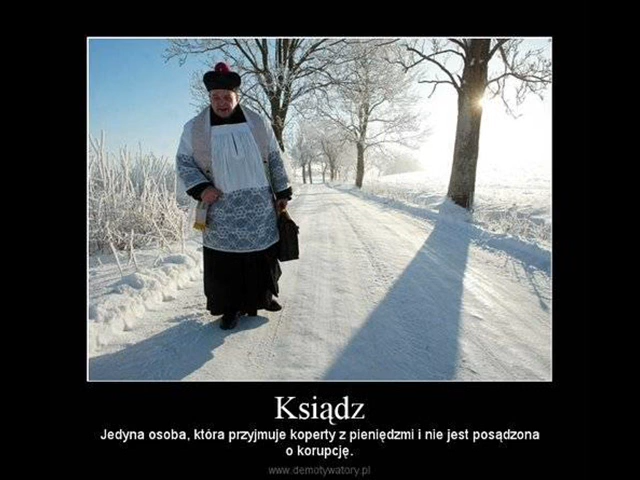 Ksiądz
Jedyna osoba, która przyjmuje koperty z pieniędzmi i nie jest posądzona
o korupcję.
www.demotywatory.pl